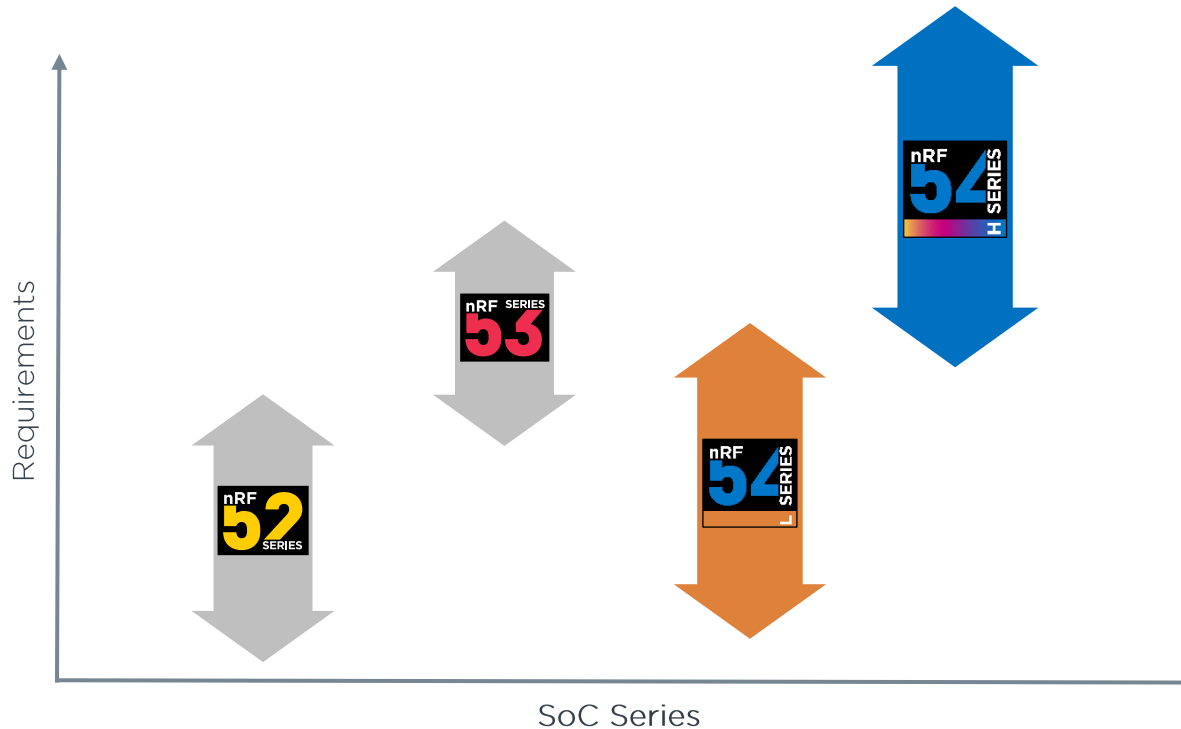 Requirements
nRF
52
SERIES
nRF SERIES
53
nRF
54
SERIES
L
nRF
54
SERIES
H
SoC Series